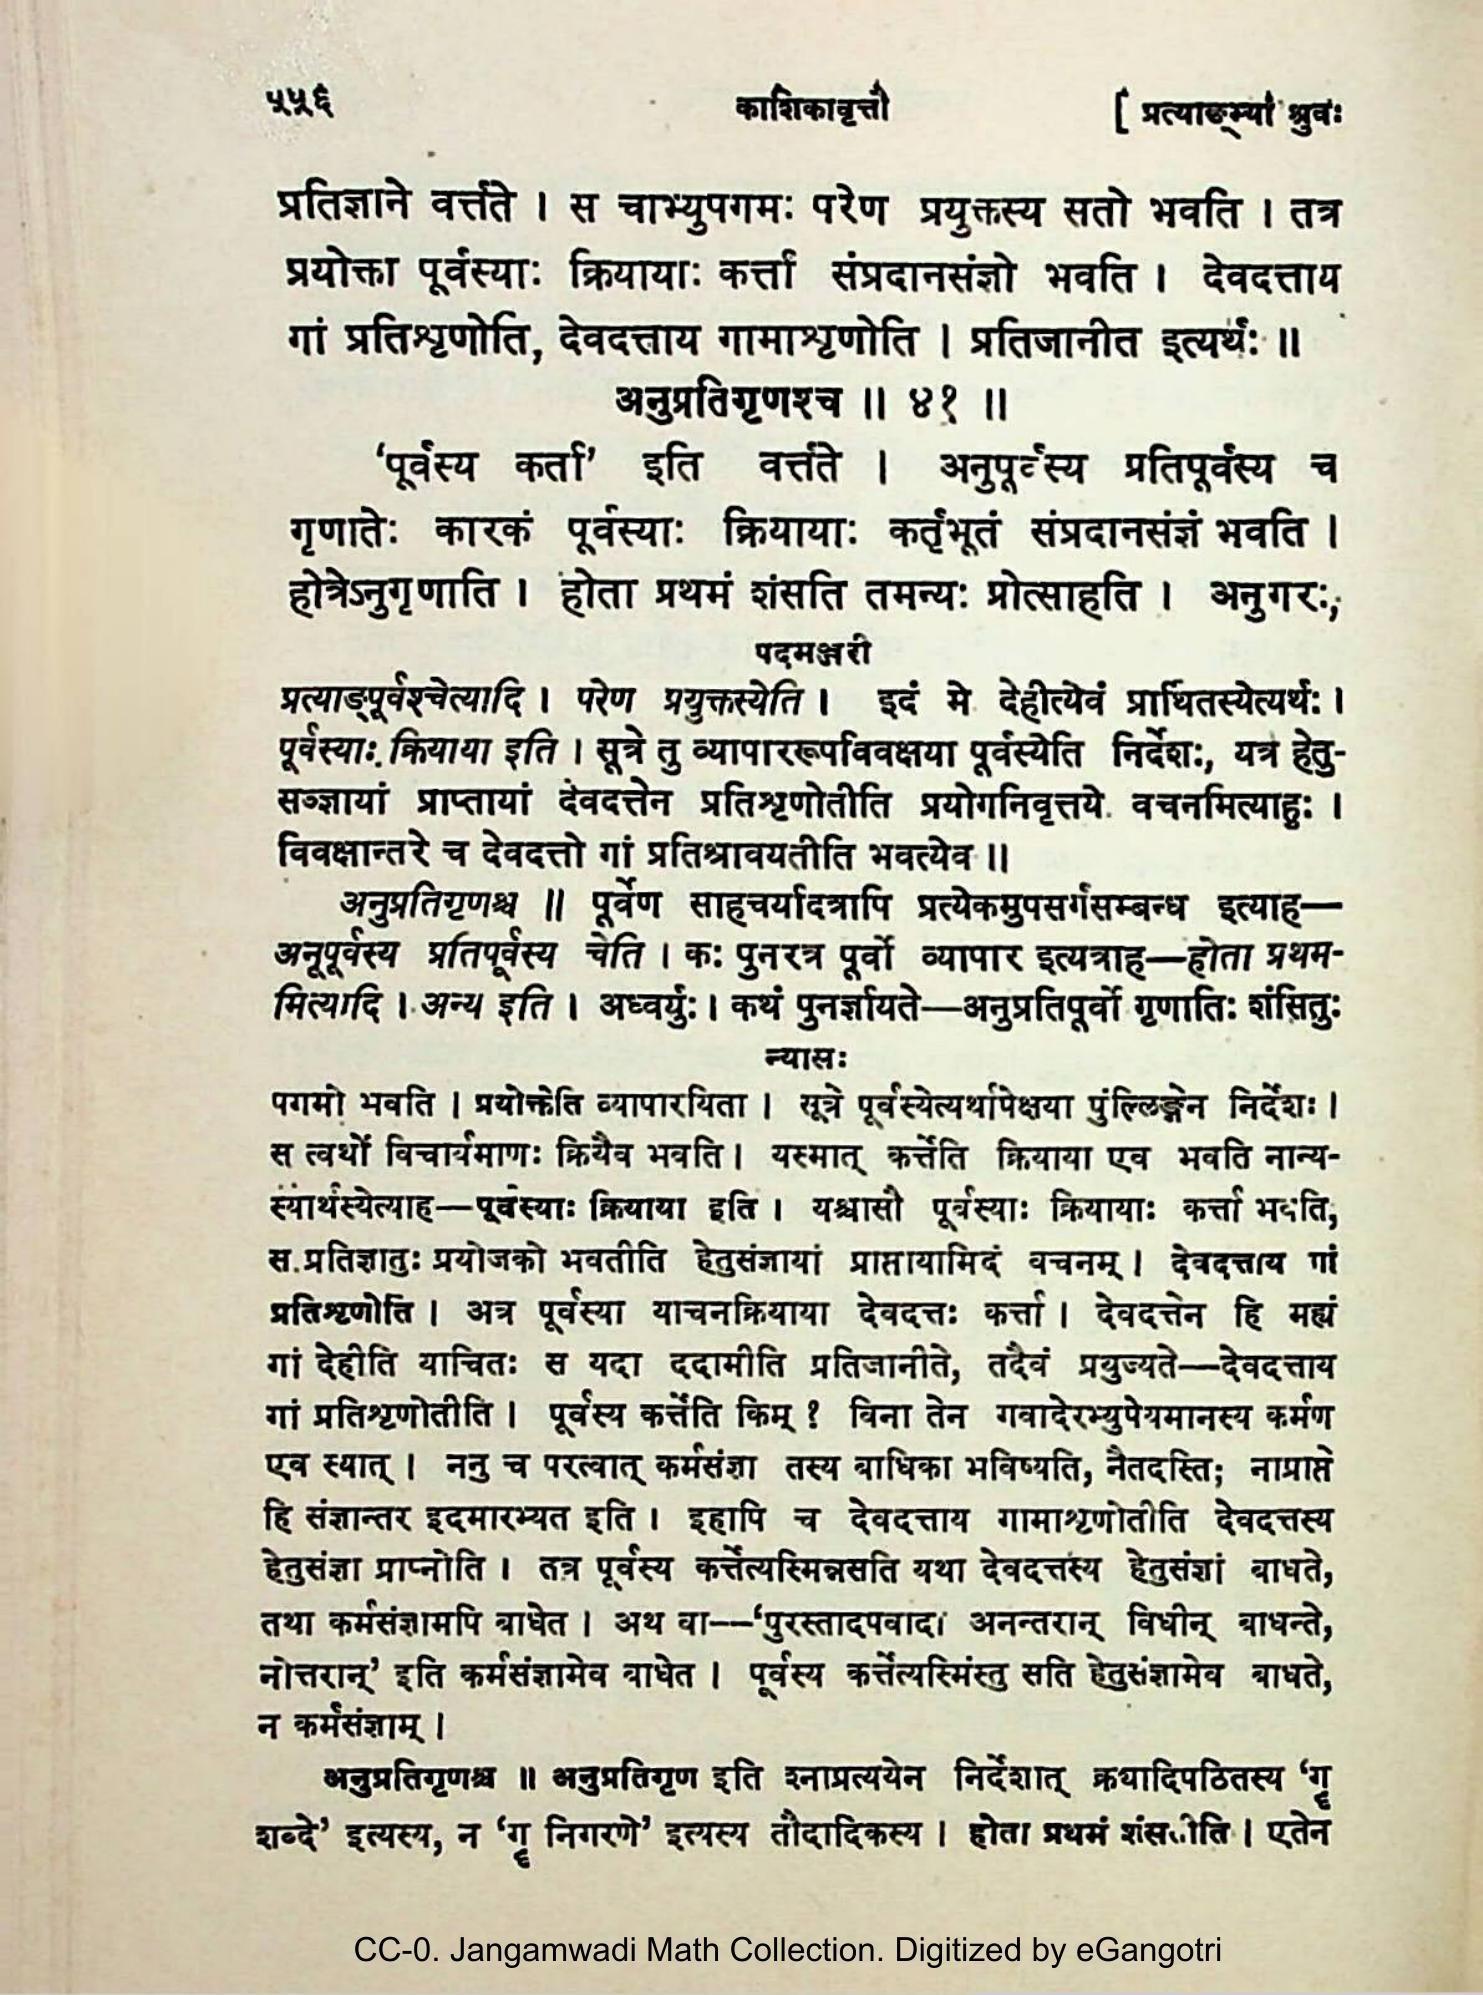 ५५६ काशिकावृत्तौ [ प्रत्याङ्भ्यां श्रुवः
प्रतिज्ञाने वर्त्तते । स चाभ्युपगमः परेण प्रयुक्तस्य सतो भवति । तत्र
प्रयोक्ता पूर्वस्याः क्रियायाः कर्त्ता संप्रदानसंज्ञो भवति । देवदत्ताय
गां प्रतिशृणोति, देवदत्ताय गामाशृणोति । प्रतिजानीत इत्यर्थः ॥
अनुप्रतिगृणश्च ॥ ४१ ॥
‘पूर्वस्य कर्ता’ इति वर्त्तते । अनुपूर्वस्य प्रतिपूर्वस्य च
गृणातेः कारकं पूर्वस्याः क्रियायाः कर्तृभूतं संप्रदानसंज्ञं भवति ।
होत्रेऽनुगृणाति । होता प्रथमं शंसति तमन्यः प्रोत्साहति । अनुगरः,
पदमञ्जरी
प्रत्याङ्पूर्वश्चेत्यादि । परेण प्रयुक्तस्येति । इदं मे देहीत्येवं प्रार्थितस्येत्यर्थः ।
पूर्वस्याः क्रियाया इति । सूत्रे तु व्यापाररूपविवक्षया पूर्वस्येति निर्देशः, यत्र हेतु-
सञ्ज्ञायां प्राप्तायां देवदत्तेन प्रतिशृणोतीति प्रयोगनिवृत्तये वचनमित्याहुः ।
विवक्षान्तरे च देवदत्तो गां प्रतिश्रावयतीति भवत्येव ॥
अनुप्रतिगृणश्च ॥ पूर्वेण साहचर्यादत्रापि प्रत्येकमुपसर्गसम्बन्ध इत्याह—
अनूपूर्वस्य प्रतिपूर्वस्य चेति । कः पुनरत्र पूर्वो व्यापार इत्यत्राह—होता प्रथम-
मित्यादि । अन्य इति । अध्वर्युः । कथं पुनर्ज्ञायते—अनुप्रतिपूर्वो गृणातिः शंसितुः
न्यासः
पगमो भवति । प्रयोक्तेति व्यापारयिता । सूत्रे पूर्वस्येत्यर्थापेक्षया पुंल्लिङ्गेन निर्देशः ।
स त्वर्थो विचार्यमाणः क्रियैव भवति । यस्मात् कर्त्तेति क्रियाया एव भवति नान्य-
स्यार्थस्येत्याह—पूर्वस्याः क्रियाया इति । यश्चासौ पूर्वस्याः क्रियायाः कर्त्ता भवति,
स प्रतिज्ञातुः प्रयोजको भवतीति हेतुसंज्ञायां प्राप्तायामिदं वचनम् । देवदत्ताय गां
प्रतिशृणोति । अत्र पूर्वस्या याचनक्रियाया देवदत्तः कर्त्ता । देवदत्तेन हि मह्यं
गां देहीति याचितः स यदा ददामीति प्रतिजानीते, तदैवं प्रयुज्यते—देवदत्ताय
गां प्रतिशृणोतीति । पूर्वस्य कर्त्तेति किम् ? विना तेन गवादेरभ्युपेयमानस्य कर्मण
एव स्यात् । ननु च परत्वात् कर्मसंज्ञा तस्य बाधिका भविष्यति, नैतदस्ति; नाप्राप्ते
हि संज्ञान्तर इदमारभ्यत इति । इहापि च देवदत्ताय गामाशृणोतीति देवदत्तस्य
हेतुसंज्ञा प्राप्नोति । तत्र पूर्वस्य कर्त्तेत्यस्मिन्नसति यथा देवदत्तस्य हेतुसंज्ञां बाधते,
तथा कर्मसंज्ञामपि बाधेत । अथ वा—‘पुरस्तादपवादा अनन्तरान् विधीन् बाधन्ते,
नोत्तरान्’ इति कर्मसंज्ञामेव बाधेत । पूर्वस्य कर्त्तेत्यस्मिंस्तु सति हेतुसंज्ञामेव बाधते,
न कर्मसंज्ञाम् ।
अनुप्रतिगृणश्च ॥ अनुप्रतिगृण इति श्नाप्रत्ययेन निर्देशात् क्रयादिपठितस्य ‘गॄ
शब्दे’ इत्यस्य, न ‘गॄ निगरणे’ इत्यस्य तौदादिकस्य । होता प्रथमं शंसतीति । एतेन
CC-0. Jangamwadi Math Collection. Digitized by eGangotri